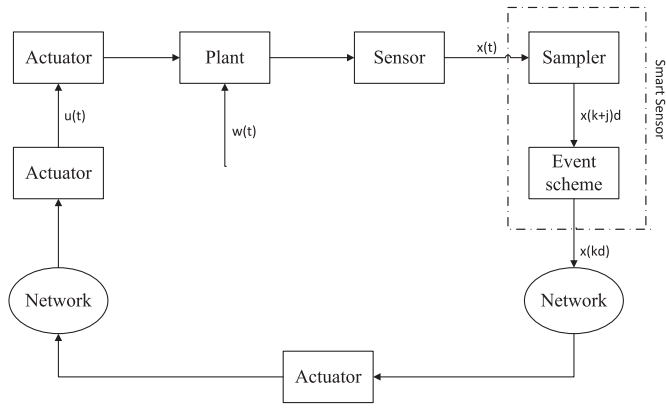 Actuator
Plant
Sensor
x(t)
Sampler
Smart Sensor
u(t)
w(t)
x(k+j)d
Actuator
Event
scheme
x(kd)
Network
Network
Actuator